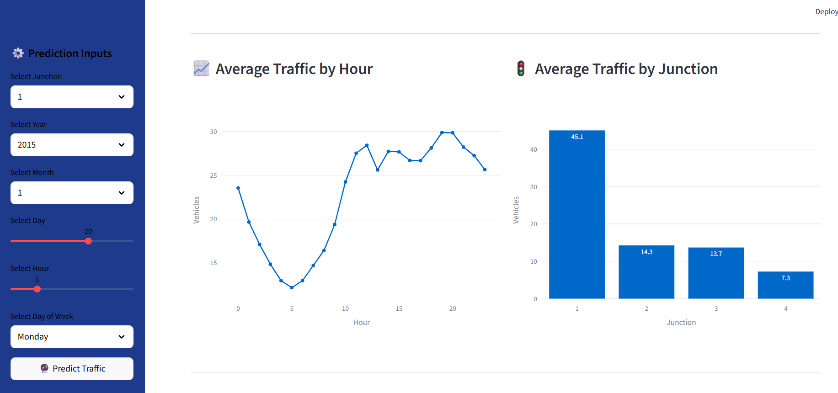 Deploy
Prediction Inputs
Select Junction
1
Select Year
2015
Select Month
1
Select Day
20
Select Hour
5
Select Day of Week
Monday
Predict Traffic
Average Traffic by Hour
30
25
20
15
Vehicles
0
5
10
15
20
Hour
Average Traffic by Junction
40
30
20
10
0
Vehicles
45.1
14.3
13.7
7.3
1
2
3
4
Junction